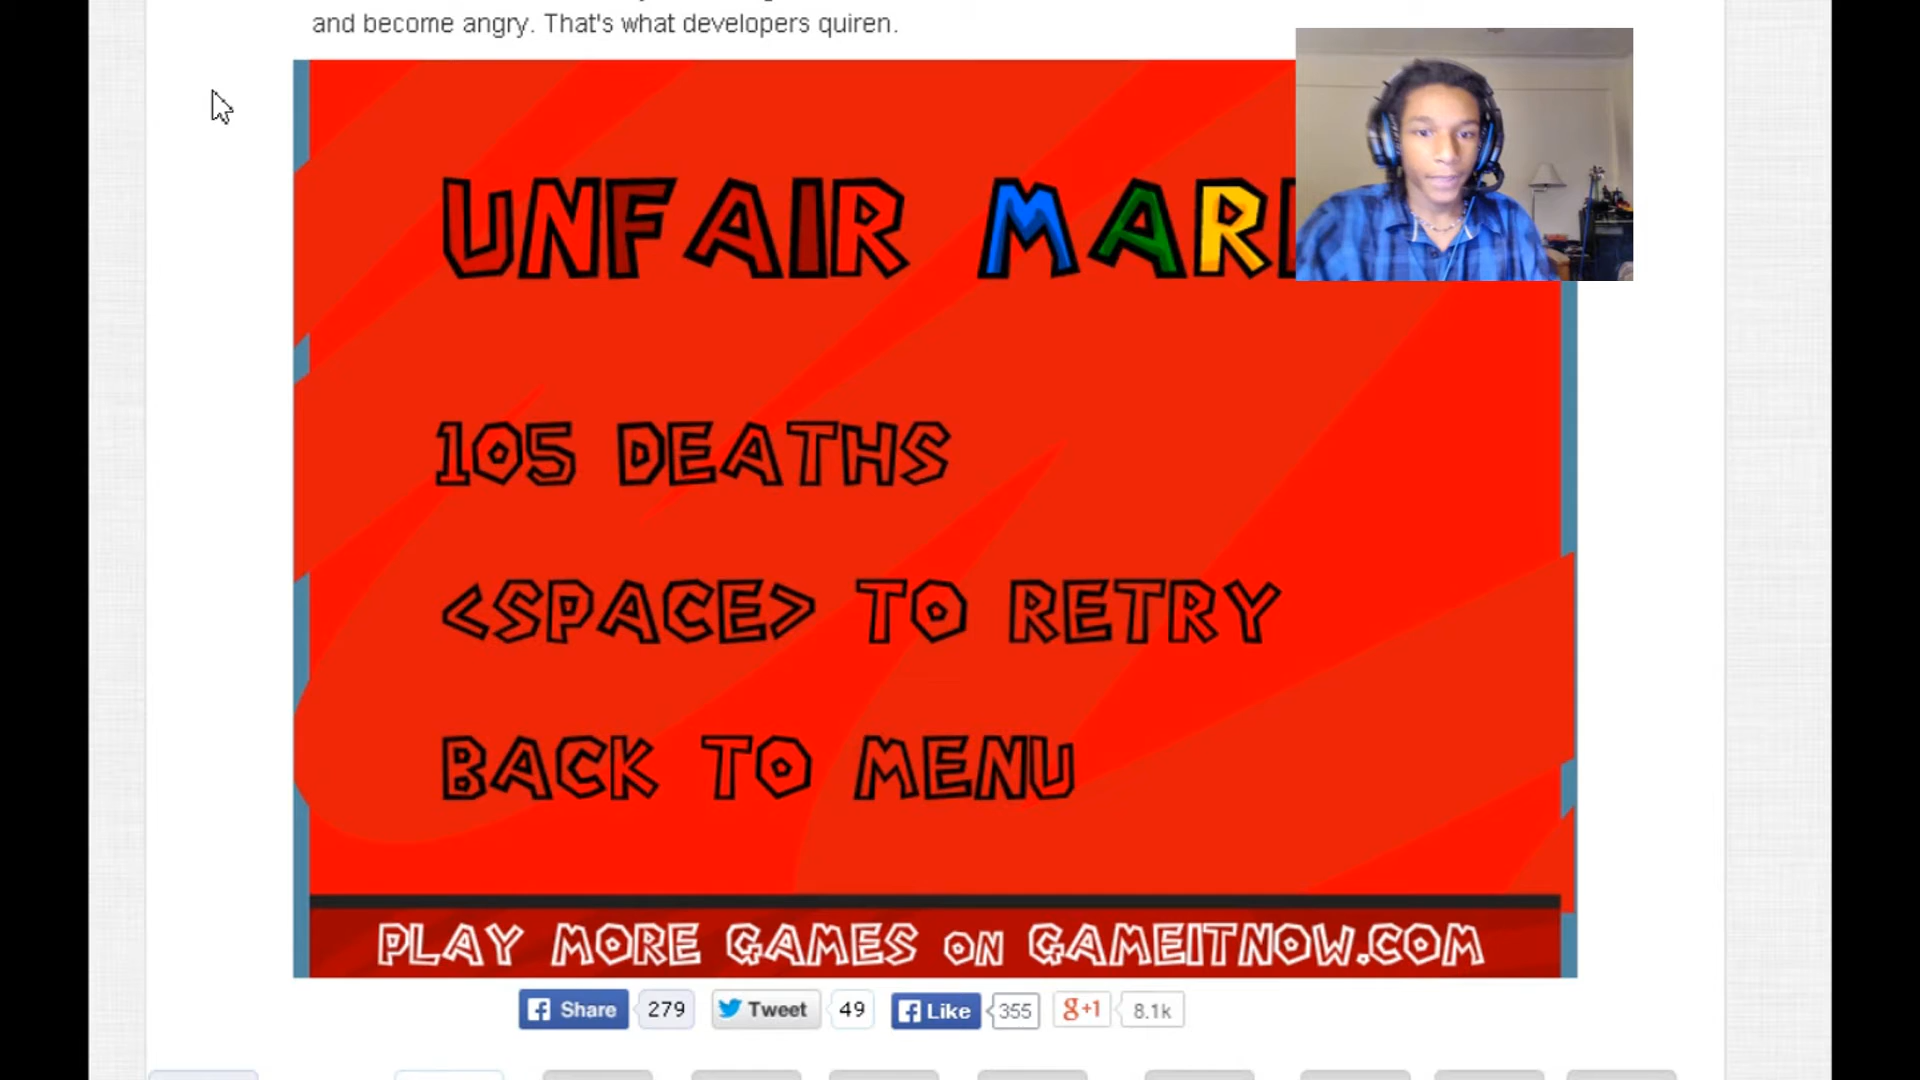 and become angry. That's what developers quiren.
UNFAIR MAR
105 DEATHS
<SPACE> TO RETRY
BACK TO MENU
PLAY MORE GAMES ON GAMEITNOW.COM
Share 279 Tweet 49 Like 355 g+1 8.1k